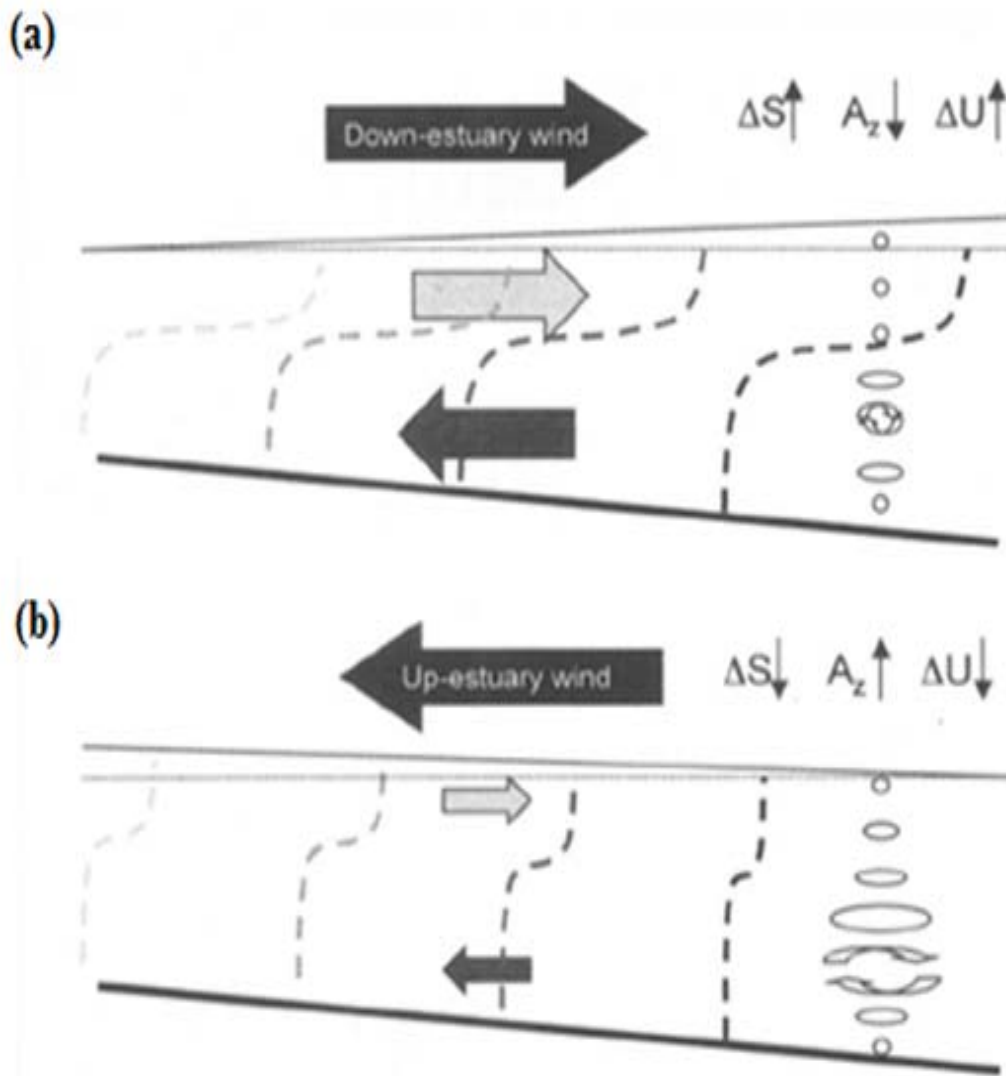 (a)
Down-estuary wind
ΔS↑ A_z↓ ΔU↑
(b)
Up-estuary wind
ΔS↓ A_z↑ ΔU↓